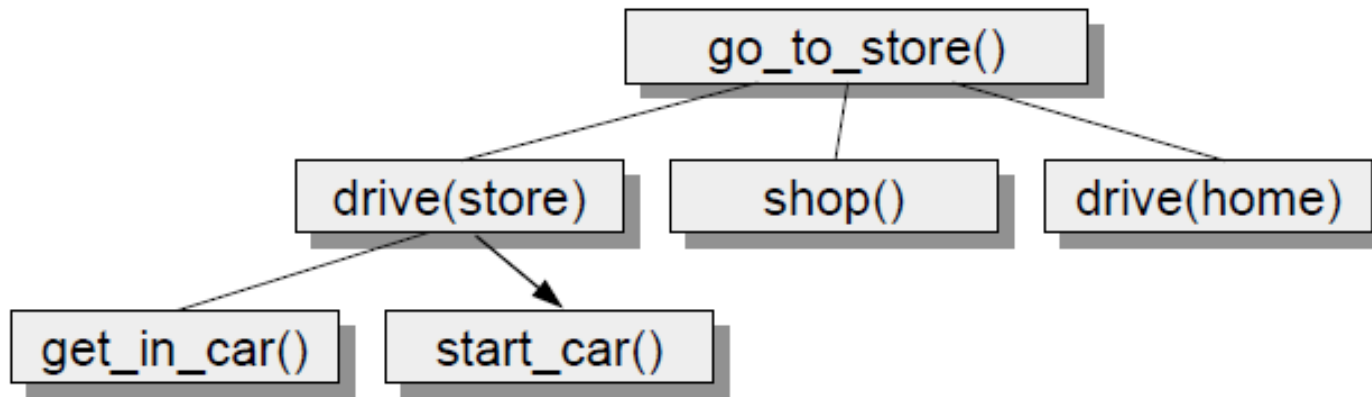 go_to_store()
drive(store)
shop()
drive(home)
get_in_car()
start_car()